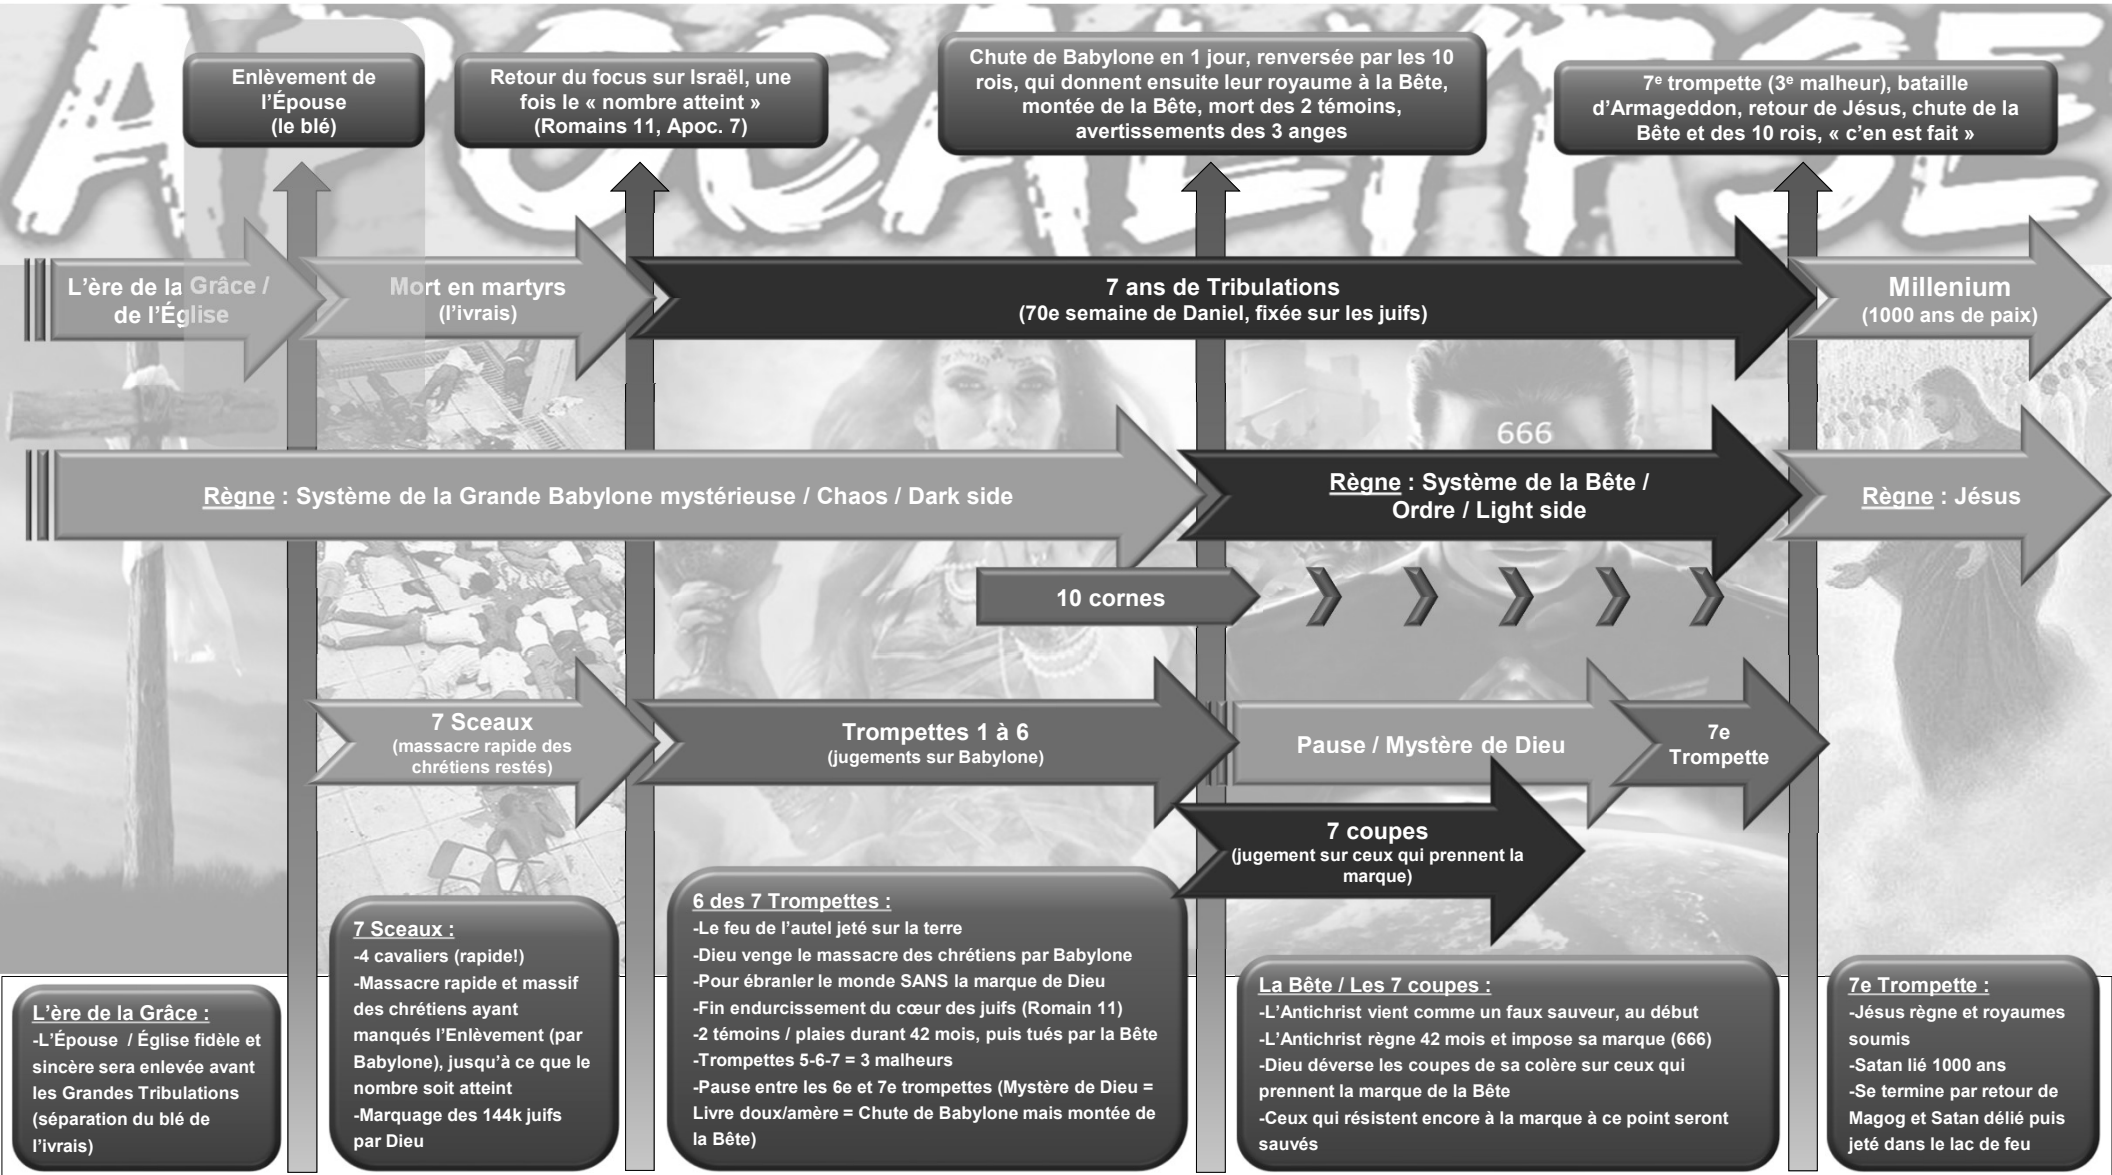 APOCALYPSE
Enlèvement de
l'Épouse
(le blé)
Retour du focus sur Israël, une
fois le « nombre atteint »
(Romains 11, Apoc. 7)
Chute de Babylone en 1 jour, renversée par les 10
rois, qui donnent ensuite leur royaume à la Bête,
montée de la Bête, mort des 2 témoins,
avertissements des 3 anges
7e trompette (3e malheur), bataille
d'Armageddon, retour de Jésus, chute de la
Bête et des 10 rois, « c'en est fait »
L'ère de la Grâce /
de l'Église
Mort en martyrs
(l'ivrais)
7 ans de Tribulations
(70e semaine de Daniel, fixée sur les juifs)
Millenium
(1000 ans de paix)
666
Règne : Système de la Grande Babylone mystérieuse / Chaos / Dark side
Règne : Système de la Bête /
Ordre / Light side
Règne : Jésus
10 cornes
7 Sceaux
(massacre rapide des
chrétiens restés)
Trompettes 1 à 6
(jugements sur Babylone)
Pause / Mystère de Dieu
7e
Trompette
7 coupes
(jugement sur ceux qui prennent la
marque)
L'ère de la Grâce :
-L'Épouse / Église fidèle et
sincère sera enlevée avant
les Grandes Tribulations
(séparation du blé de
l'ivrais)
7 Sceaux :
-4 cavaliers (rapide!)
-Massacre rapide et massif
des chrétiens ayant
manqués l'Enlèvement (par
Babylone), jusqu'à ce que le
nombre soit atteint
-Marquage des 144k juifs
par Dieu
6 des 7 Trompettes :
-Le feu de l'autel jeté sur la terre
-Dieu venge le massacre des chrétiens par Babylone
-Pour ébranler le monde SANS la marque de Dieu
-Fin endurcissement du cœur des juifs (Romain 11)
-2 témoins / plaies durant 42 mois, puis tués par la Bête
-Trompettes 5-6-7 = 3 malheurs
-Pause entre les 6e et 7e trompettes (Mystère de Dieu =
Livre doux/amère = Chute de Babylone mais montée de
la Bête)
La Bête / Les 7 coupes :
-L'Antichrist vient comme un faux sauveur, au début
-L'Antichrist règne 42 mois et impose sa marque (666)
-Dieu déverse les coupes de sa colère sur ceux qui
prennent la marque de la Bête
-Ceux qui résistent encore à la marque à ce point seront
sauvés
7e Trompette :
-Jésus règne et royaumes
soumis
-Satan lié 1000 ans
-Se termine par retour de
Magog et Satan délié puis
jeté dans le lac de feu